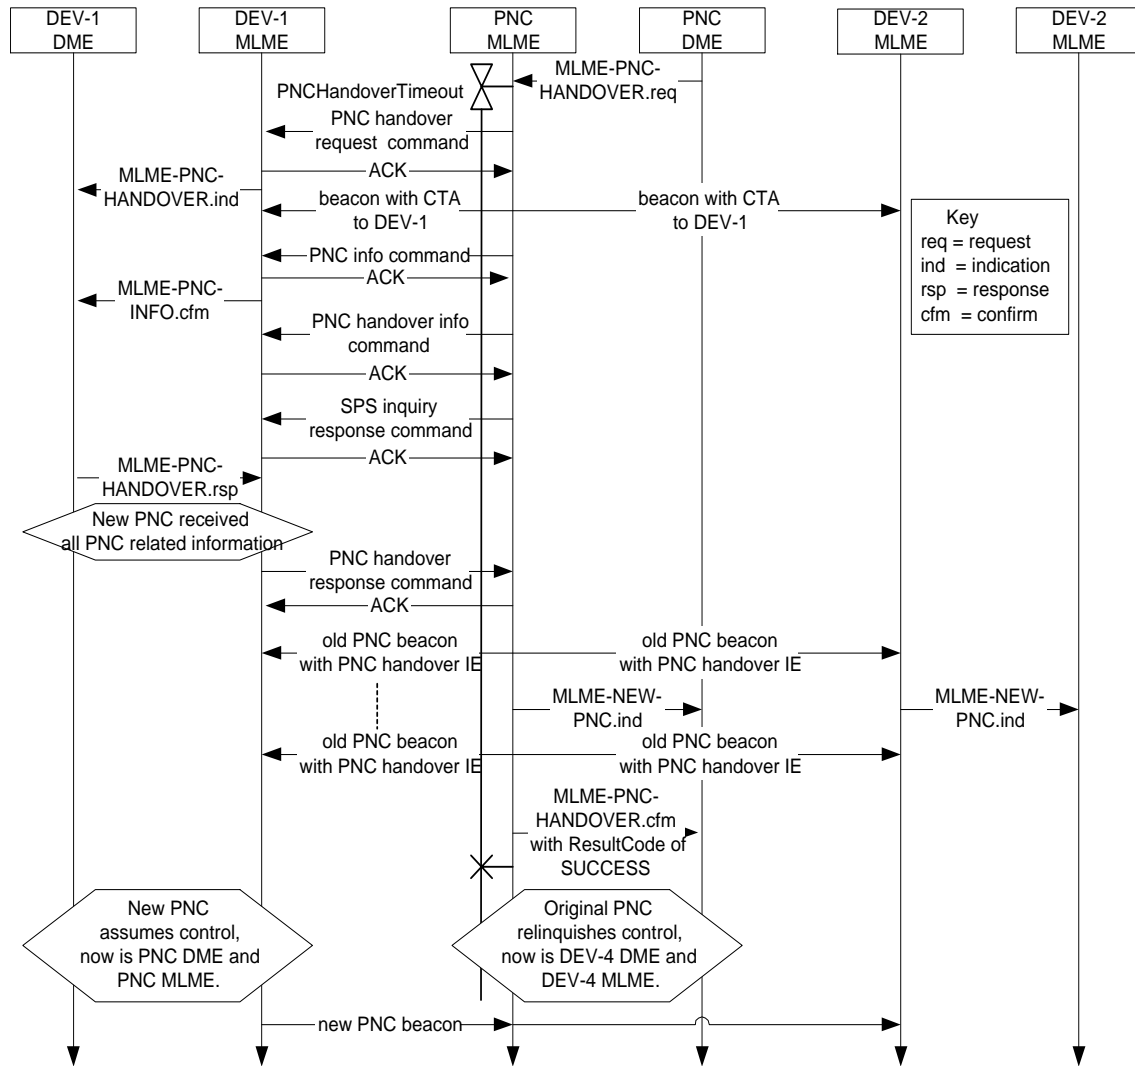 DEV-1
DME
DEV-1
MLME
PNC
MLME
PNC
DME
DEV-2
MLME
DEV-2
MLME
MLME-PNC-
HANDOVER.req
PNCHandoverTimeout
PNC handover
request command
ACK
MLME-PNC-
HANDOVER.ind
beacon with CTA
to DEV-1
beacon with CTA
to DEV-1
Key
req = request
ind = indication
rsp = response
cfm = confirm
PNC info command
ACK
MLME-PNC-
INFO.cfm
PNC handover info
command
ACK
SPS inquiry
response command
ACK
MLME-PNC-
HANDOVER.rsp
New PNC received
all PNC related information
PNC handover
response command
ACK
old PNC beacon
with PNC handover IE
old PNC beacon
with PNC handover IE
MLME-NEW-
PNC.ind
MLME-NEW-
PNC.ind
old PNC beacon
with PNC handover IE
old PNC beacon
with PNC handover IE
MLME-PNC-
HANDOVER.cfm
with ResultCode of
SUCCESS
New PNC
assumes control,
now is PNC DME and
PNC MLME.
Original PNC
relinquishes control,
now is DEV-4 DME and
DEV-4 MLME.
new PNC beacon